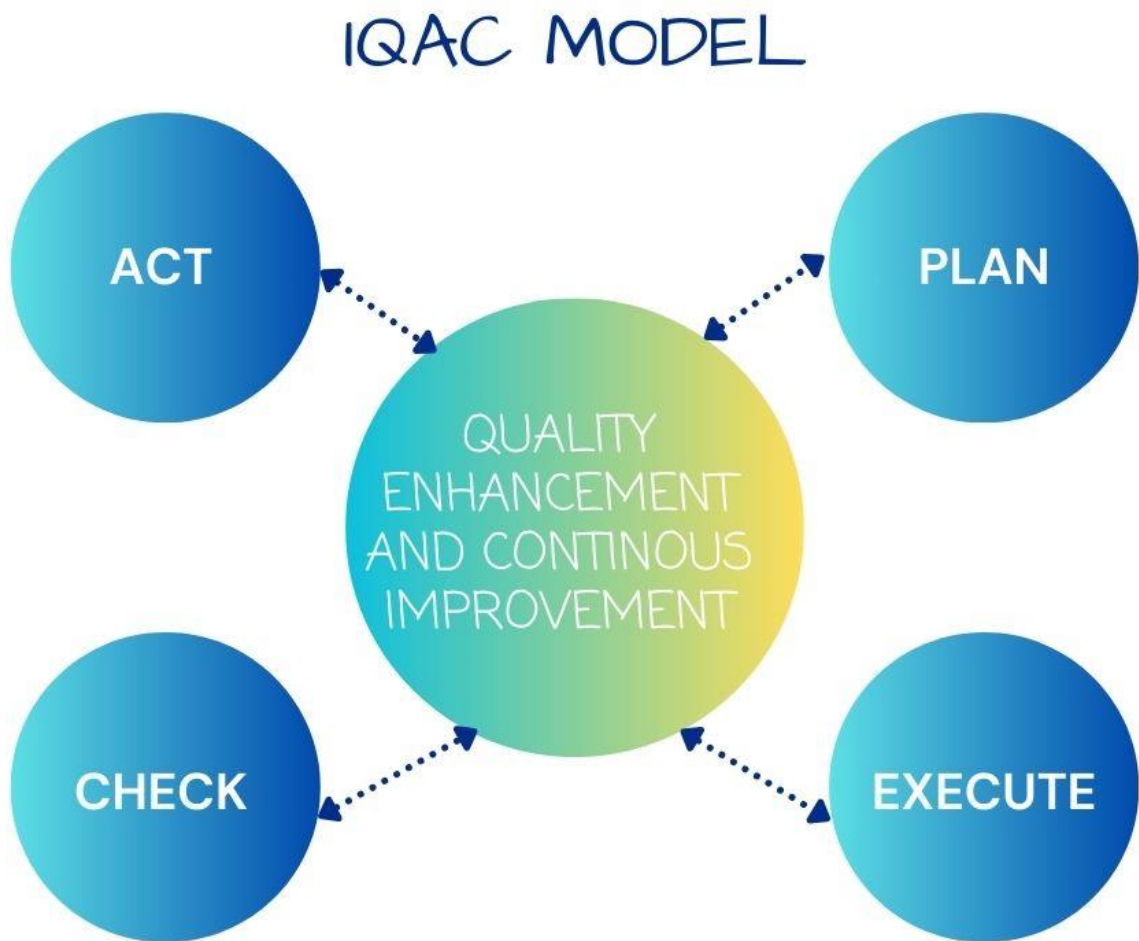 IQAC MODEL
ACT
PLAN
QUALITY
ENHANCEMENT
AND CONTINOUS
IMPROVEMENT
CHECK
EXECUTE